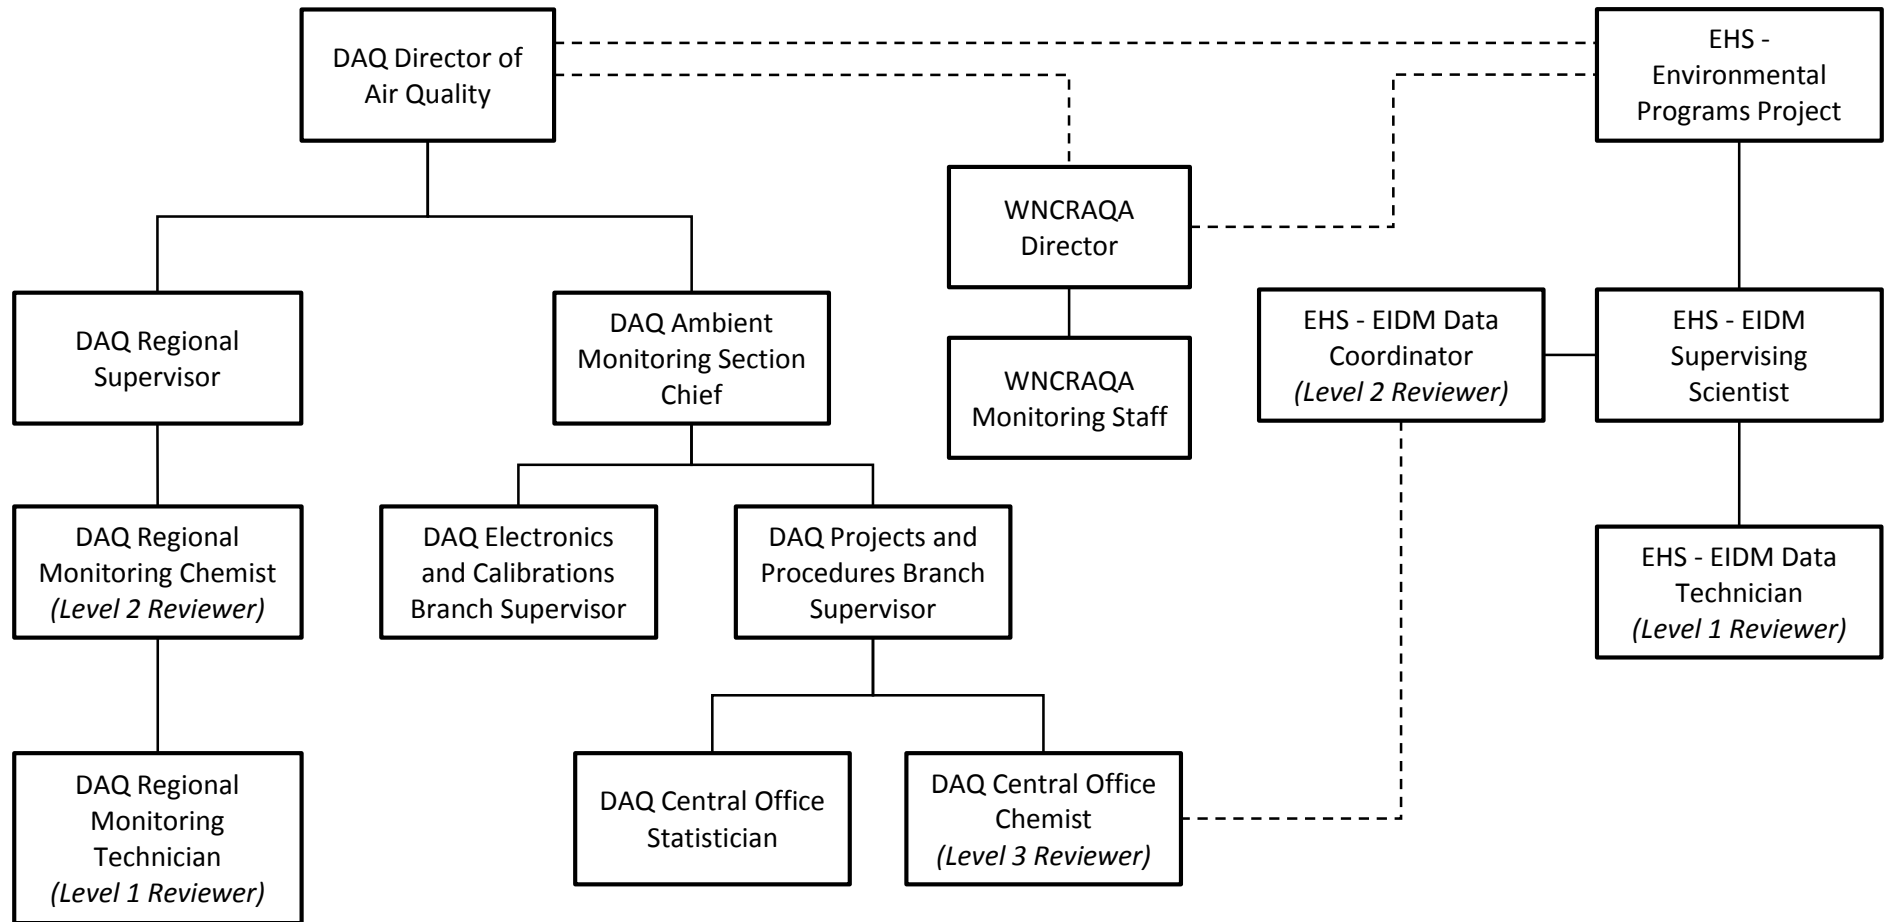 DAQ Director of
Air Quality
EHS -
Environmental
Programs Project
WNCRAQA
Director
DAQ Regional
Supervisor
DAQ Ambient
Monitoring Section
Chief
WNCRAQA
Monitoring Staff
EHS - EIDM Data
Coordinator
(Level 2 Reviewer)
EHS - EIDM
Supervising
Scientist
DAQ Regional
Monitoring Chemist
(Level 2 Reviewer)
DAQ Electronics
and Calibrations
Branch Supervisor
DAQ Projects and
Procedures Branch
Supervisor
EHS - EIDM Data
Technician
(Level 1 Reviewer)
DAQ Regional
Monitoring
Technician
(Level 1 Reviewer)
DAQ Central Office
Statistician
DAQ Central Office
Chemist
(Level 3 Reviewer)